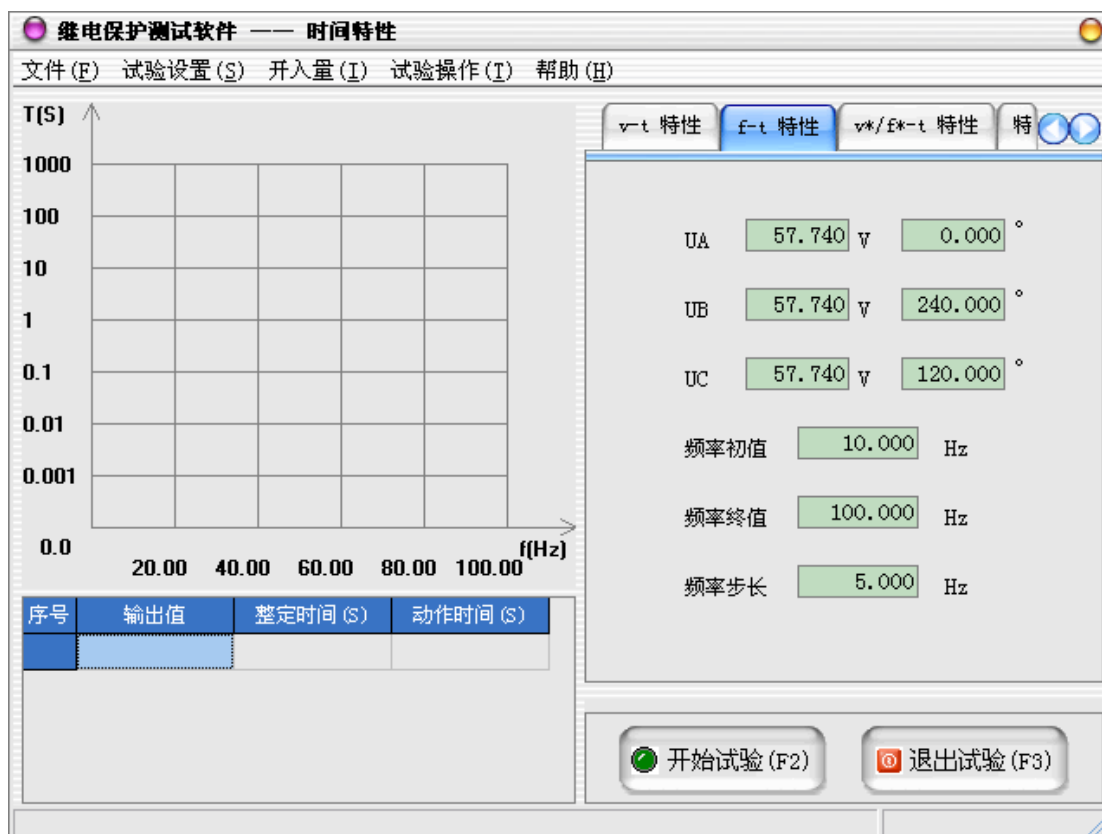 继电保护测试软件 —— 时间特性
文件(F) 试验设置(S) 开入量(I) 试验操作(T) 帮助(H)
T(S)
1000
100
10
1
0.1
0.01
0.001
0.0
20.00 40.00 60.00 80.00 100.00
f(Hz)
序号 输出值 整定时间(S) 动作时间(S)
v-t 特性 f-t 特性 v*/f*-t 特性 特
UA 57.740 V 0.000 °
UB 57.740 V 240.000 °
UC 57.740 V 120.000 °
频率初值 10.000 Hz
频率终值 100.000 Hz
频率步长 5.000 Hz
开始试验(F2) 退出试验(F3)